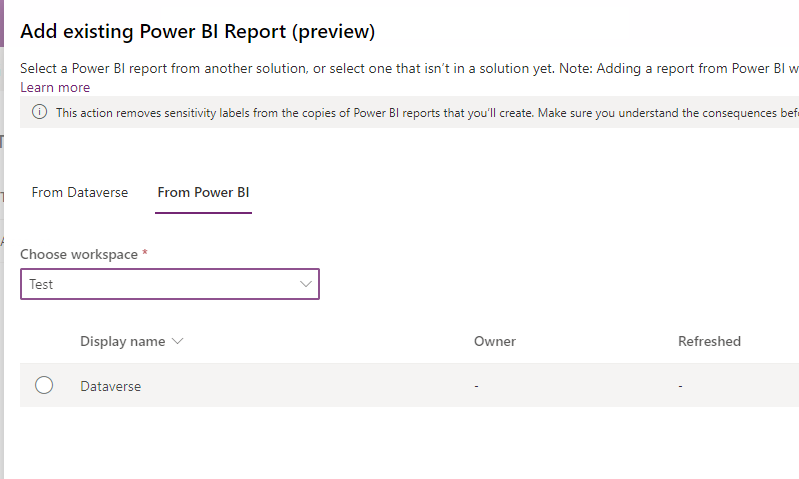 Add existing Power BI Report (preview)
Select a Power BI report from another solution, or select one that isn't in a solution yet. Note: Adding a report from Power BI w
Learn more
This action removes sensitivity labels from the copies of Power BI reports that you'll create. Make sure you understand the consequences bef
From Dataverse From Power BI
Choose workspace *
Test
Display name Owner Refreshed
Dataverse - -